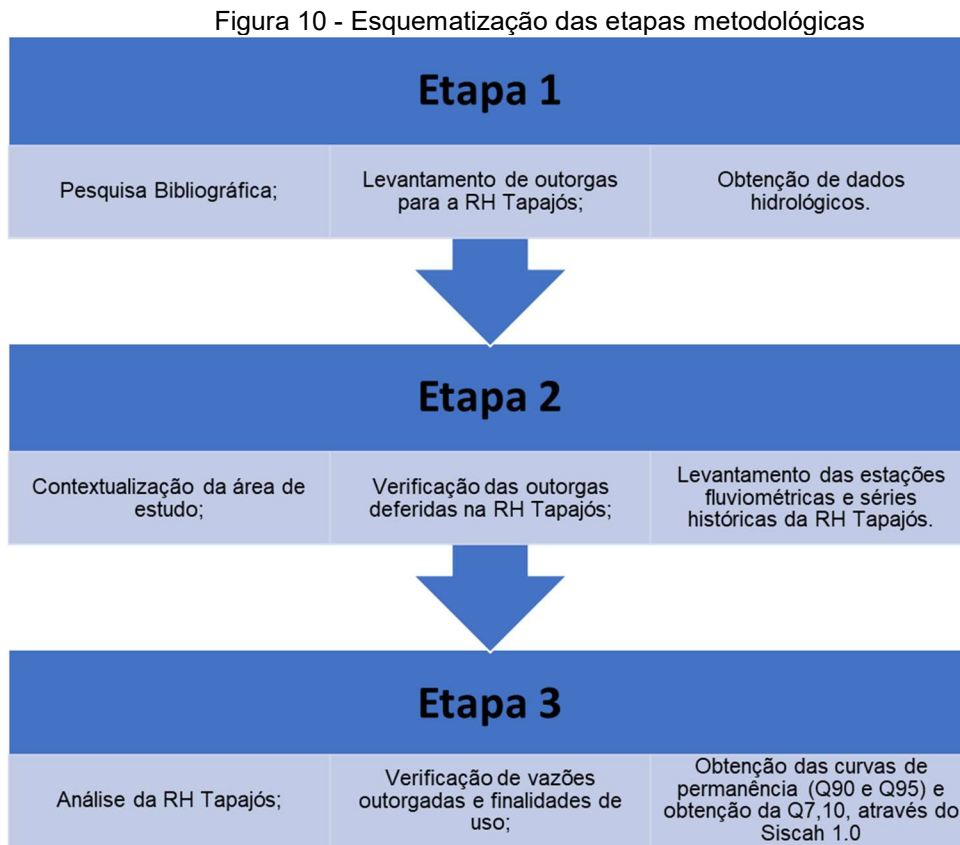 Figura 10 - Esquematização das etapas metodológicas
Etapa 1
Pesquisa Bibliográfica;
Levantamento de outorgas
para a RH Tapajós;
Obtenção de dados
hidrológicos.
Etapa 2
Contextualização da área de
estudo;
Verificação das outorgas
deferidas na RH Tapajós;
Levantamento das estações
fluviométricas e séries
históricas da RH Tapajós.
Etapa 3
Análise da RH Tapajós;
Verificação de vazões
outorgadas e finalidades de
uso;
Obtenção das curvas de
permanência (Q90 e Q95) e
obtenção da Q7,10, através do
Siscah 1.0